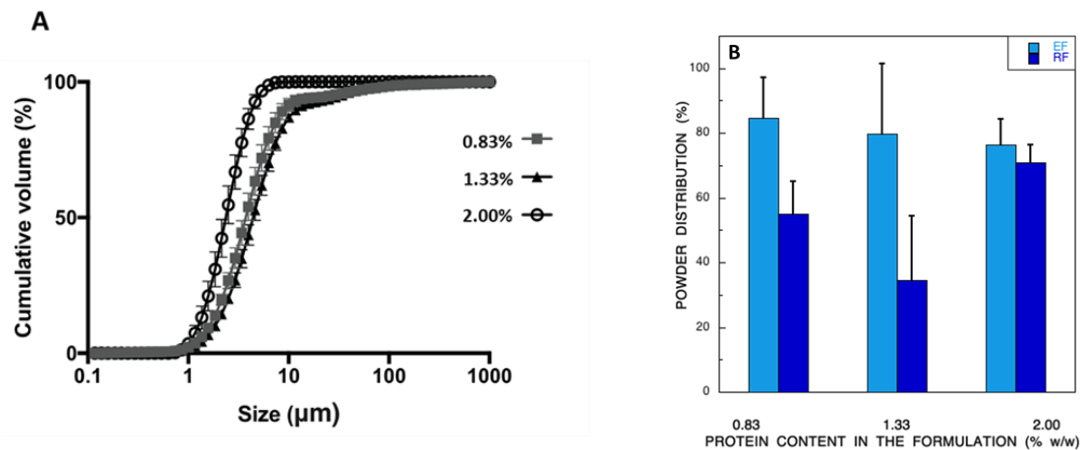 A
Cumulative volume (%)
100
50
0
0.1 1 10 100 1000
Size (µm)
0.83%
1.33%
2.00%
B
EF
RF
POWDER DISTRIBUTION (%)
100
80
60
40
20
0
0.83 1.33 2.00
PROTEIN CONTENT IN THE FORMULATION (% w/w)